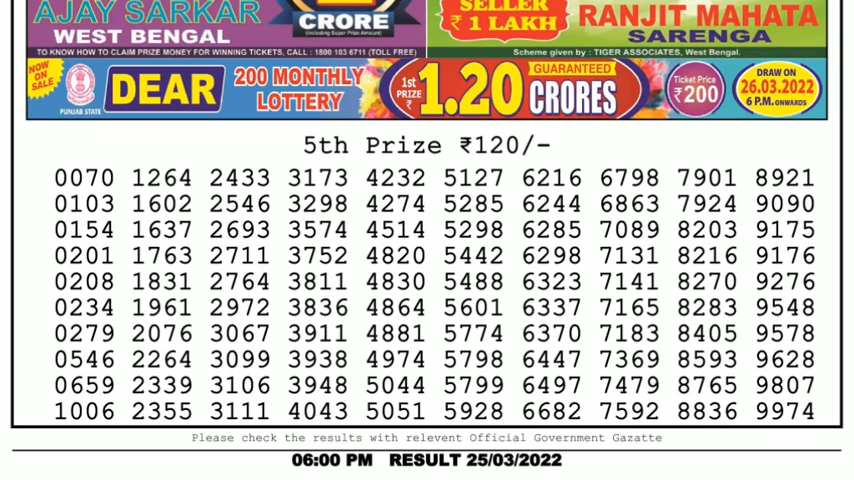 AJAY SARKAR
WEST BENGAL
CRORE
(Including Super Prize Amount)
SELLER
₹ 1 LAKH
RANJIT MAHATA
SARENGA
TO KNOW HOW TO CLAIM PRIZE MONEY FOR WINNING TICKETS, CALL : 1800 103 6711 (TOLL FREE)
Scheme given by : TIGER ASSOCIATES, West Bengal.
NOW ON SALE
PUNJAB STATE
DEAR
200 MONTHLY
LOTTERY
1st PRIZE ₹
1.20
GUARANTEED
CRORES
Ticket Price
₹200
DRAW ON
26.03.2022
6 P.M. ONWARDS
5th Prize ₹120/-
0070 1264 2433 3173 4232 5127 6216 6798 7901 8921
0103 1602 2546 3298 4274 5285 6244 6863 7924 9090
0154 1637 2693 3574 4514 5298 6285 7089 8203 9175
0201 1763 2711 3752 4820 5442 6298 7131 8216 9176
0208 1831 2764 3811 4830 5488 6323 7141 8270 9276
0234 1961 2972 3836 4864 5601 6337 7165 8283 9548
0279 2076 3067 3911 4881 5774 6370 7183 8405 9578
0546 2264 3099 3938 4974 5798 6447 7369 8593 9628
0659 2339 3106 3948 5044 5799 6497 7479 8765 9807
1006 2355 3111 4043 5051 5928 6682 7592 8836 9974
Please check the results with relevent Official Government Gazatte
06:00 PM RESULT 25/03/2022